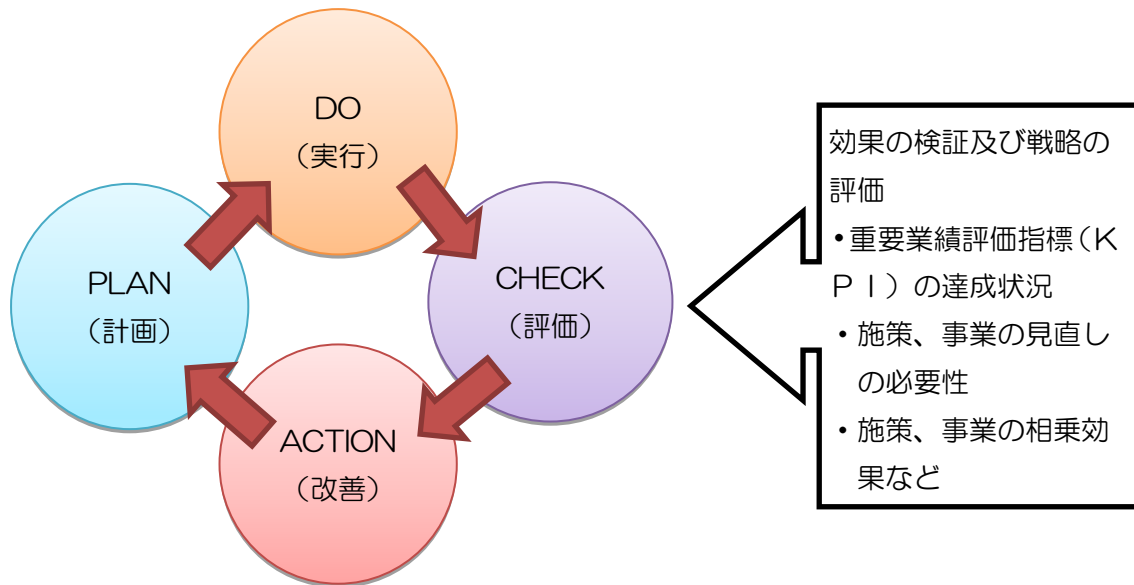 DO
（実行）
PLAN
（計画）
CHECK
（評価）
ACTION
（改善）
効果の検証及び戦略の
評価
•重要業績評価指標（Ｋ
ＰＩ）の達成状況
・施策、事業の見直し
の必要性
・施策、事業の相乗効
果など